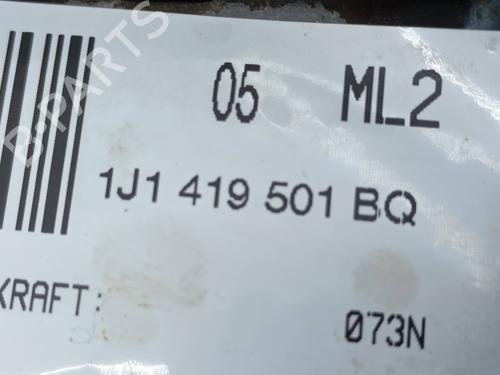 05 ML2
1J1 419 501 BQ
KRAFT: 073N
B-PARTS